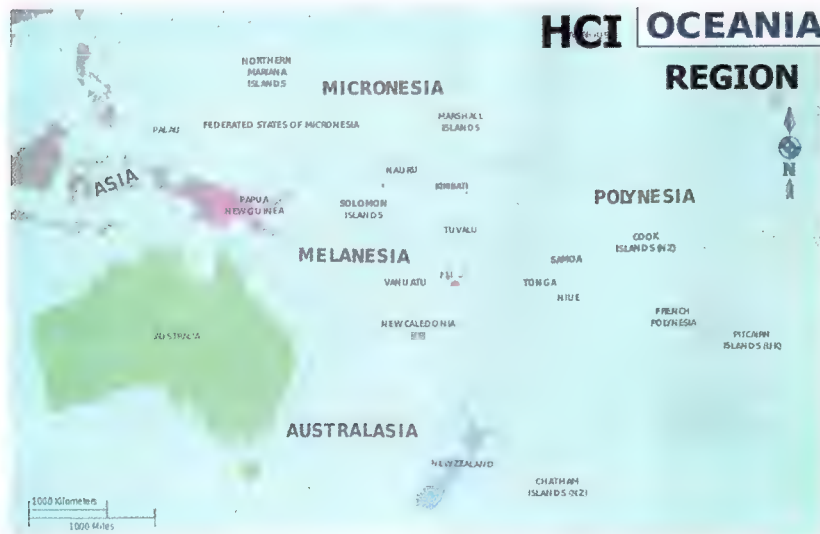 HCI OCEANIA
REGION
NORTHERN
MARIANA
ISLANDS
MICRONESIA
PALAU
FEDERATED STATES OF MICRONESIA
MARSHALL
ISLANDS
N
ASIA
NAURU
KIRIBATI
PAPUA
NEW GUINEA
SOLOMON
ISLANDS
POLYNESIA
TUVALU
COOK
ISLANDS (NZ)
MELANESIA
SAMOA
VANUATU
FIJI
TONGA
NIUE
FRENCH
POLYNESIA
NEW CALEDONIA
AUSTRALIA
PITCAIRN
ISLANDS (UK)
AUSTRALASIA
NEW ZEALAND
CHATHAM
ISLANDS (NZ)
1000 Kilometers
1000 Miles